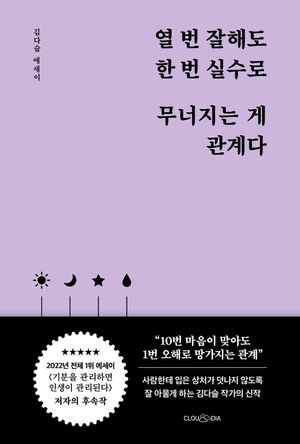 김다슬 에세이
열 번 잘해도
한 번 실수로
무너지는 게
관계다
★★★★★
2022년 전체 1위 에세이
〈기분을 관리하면
인생이 관리된다〉
저자의 후속작
“10번 마음이 맞아도
1번 오해로 망가지는 관계”
사람한테 입은 상처가 덧나지 않도록
잘 아물게 하는 김다슬 작가의 신작
CLOUDIA